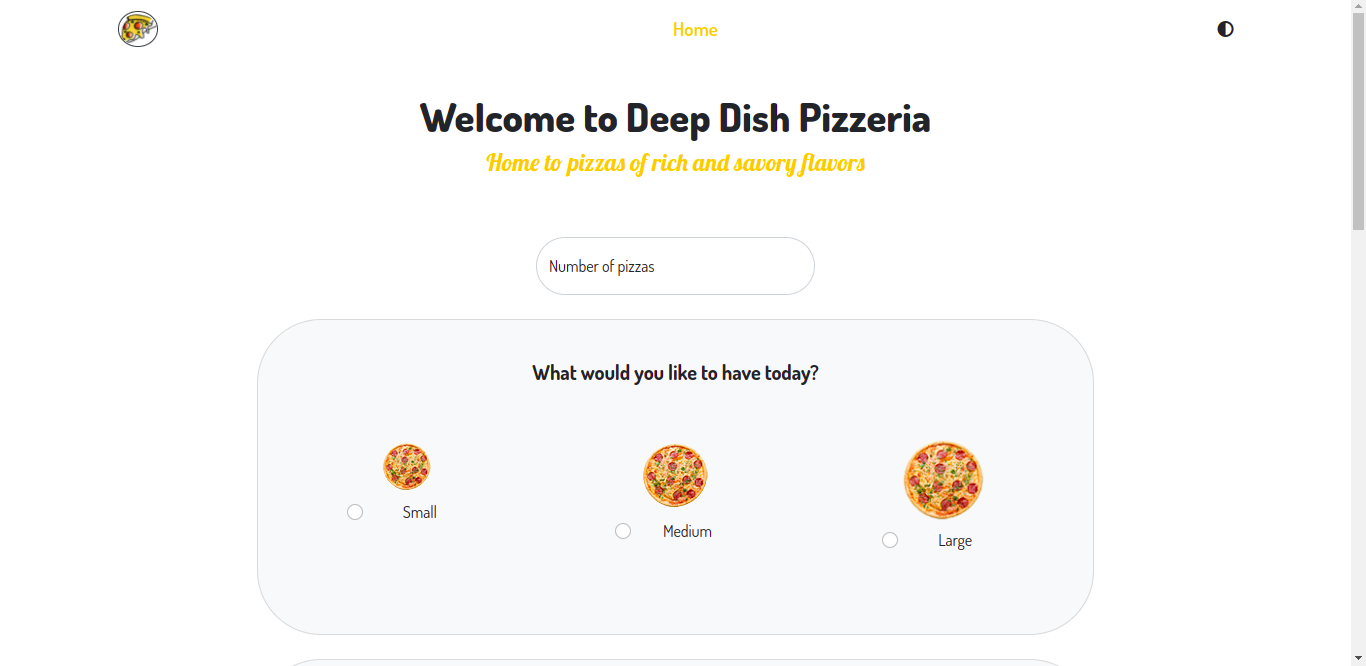 Home
Welcome to Deep Dish Pizzeria
Home to pizzas of rich and savory flavors
Number of pizzas
What would you like to have today?
Small
Medium
Large